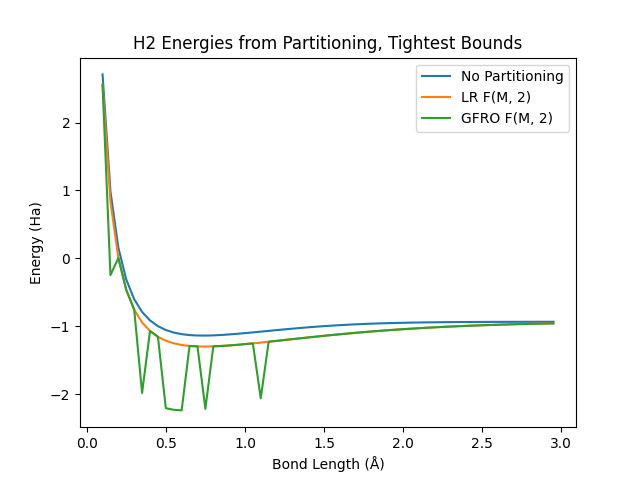 H2 Energies from Partitioning, Tightest Bounds
No Partitioning
LR F(M, 2)
GFRO F(M, 2)
Energy (Ha)
2
1
0
−1
−2
0.0 0.5 1.0 1.5 2.0 2.5 3.0
Bond Length (Å)